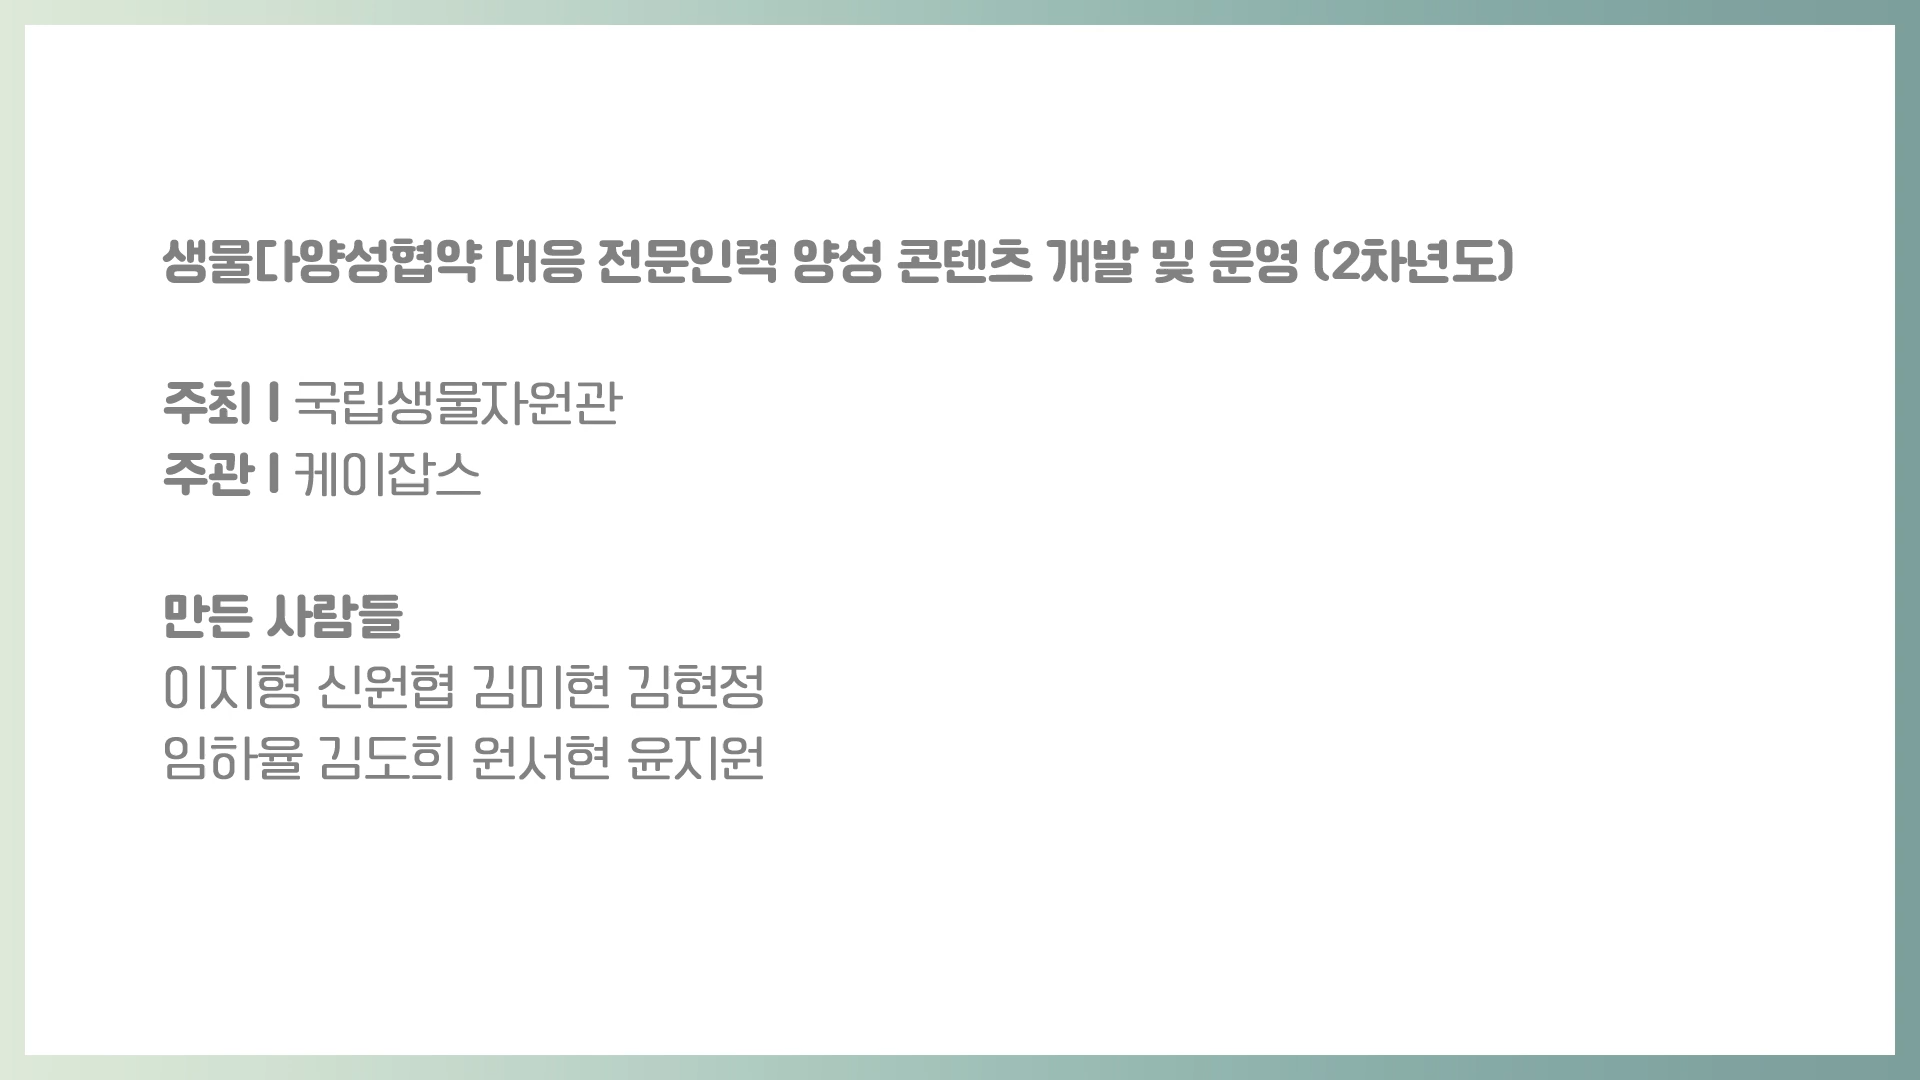 생물다양성협약 대응 전문인력 양성 콘텐츠 개발 및 운영 (2차년도)
주최 | 국립생물자원관
주관 | 케이잡스
만든 사람들
이지형 신원협 김미현 김현정
임하율 김도희 원서현 윤지원